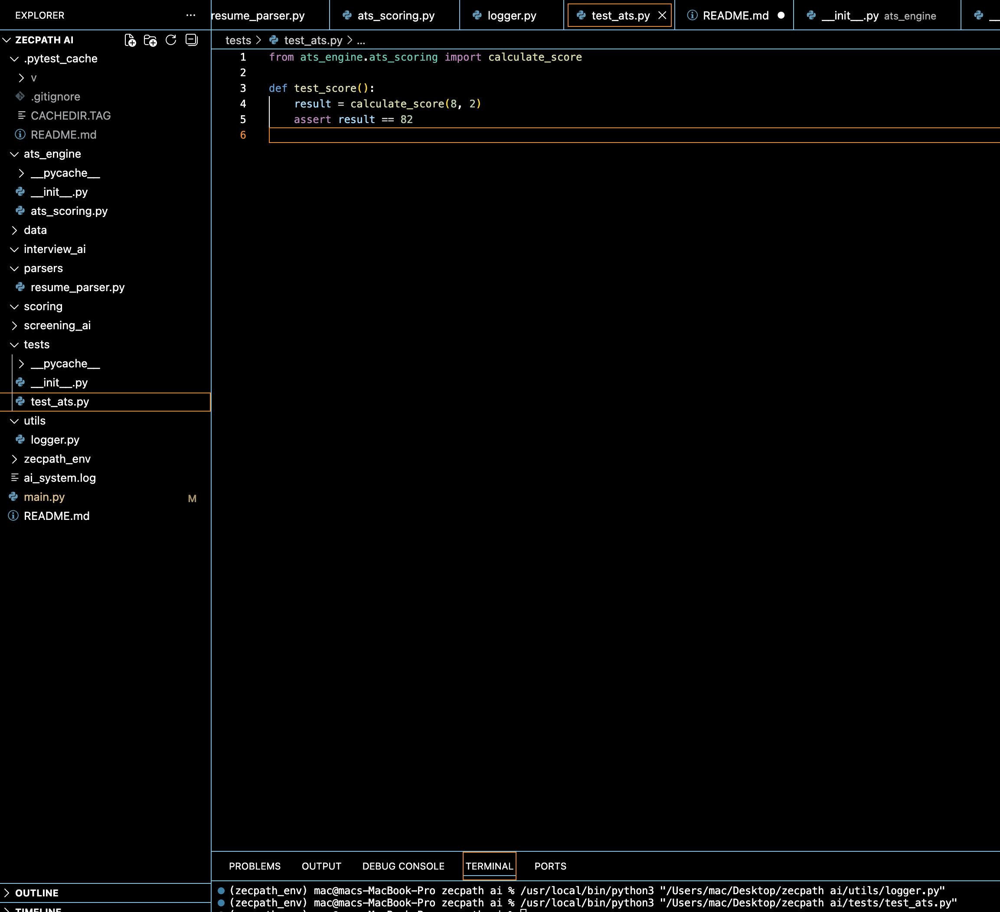 EXPLORER ...
resume_parser.py ats_scoring.py logger.py test_ats.py README.md __init__.py ats_engine
ZECPATH AI
tests > test_ats.py > ...
.pytest_cache
v
.gitignore
CACHEDIR.TAG
README.md
ats_engine
__pycache__
__init__.py
ats_scoring.py
data
interview_ai
parsers
resume_parser.py
scoring
screening_ai
tests
__pycache__
__init__.py
test_ats.py
utils
logger.py
zecpath_env
ai_system.log
main.py M
README.md
OUTLINE
TIMELINE
1 from ats_engine.ats_scoring import calculate_score
2
3 def test_score():
4 result = calculate_score(8, 2)
5 assert result == 82
6
PROBLEMS OUTPUT DEBUG CONSOLE TERMINAL PORTS
(zecpath_env) mac@macs-MacBook-Pro zecpath ai % /usr/local/bin/python3 "/Users/mac/Desktop/zecpath ai/utils/logger.py"
(zecpath_env) mac@macs-MacBook-Pro zecpath ai % /usr/local/bin/python3 "/Users/mac/Desktop/zecpath ai/tests/test_ats.py"